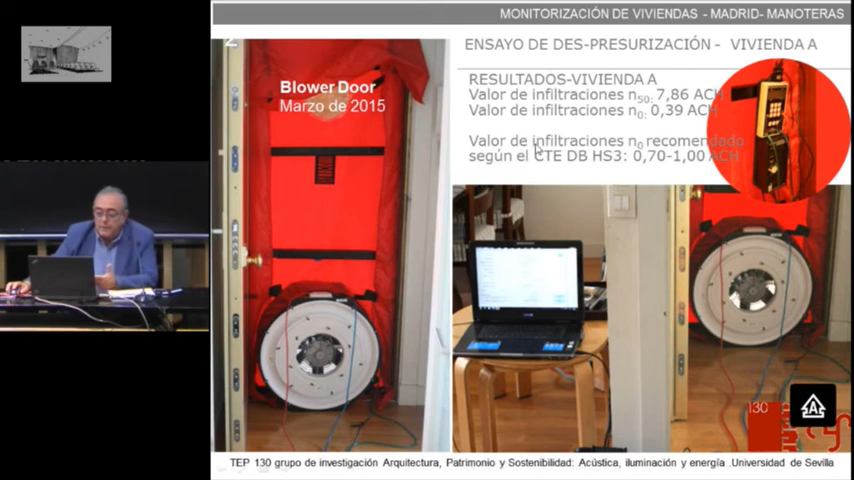 MONITORIZACIÓN DE VIVIENDAS - MADRID- MANOTERAS
2
ENSAYO DE DES-PRESURIZACIÓN - VIVIENDA A
Blower Door
Marzo de 2015
RESULTADOS-VIVIENDA A
Valor de infiltraciones n50: 7,86 ACH
Valor de infiltraciones n0: 0,39 ACH
Valor de infiltraciones n0 recomendado
según el CTE DB HS3: 0,70-1,00 ACH
130
TEP 130 grupo de investigación Arquitectura, Patrimonio y Sostenibilidad: Acústica, iluminación y energía .Universidad de Sevilla